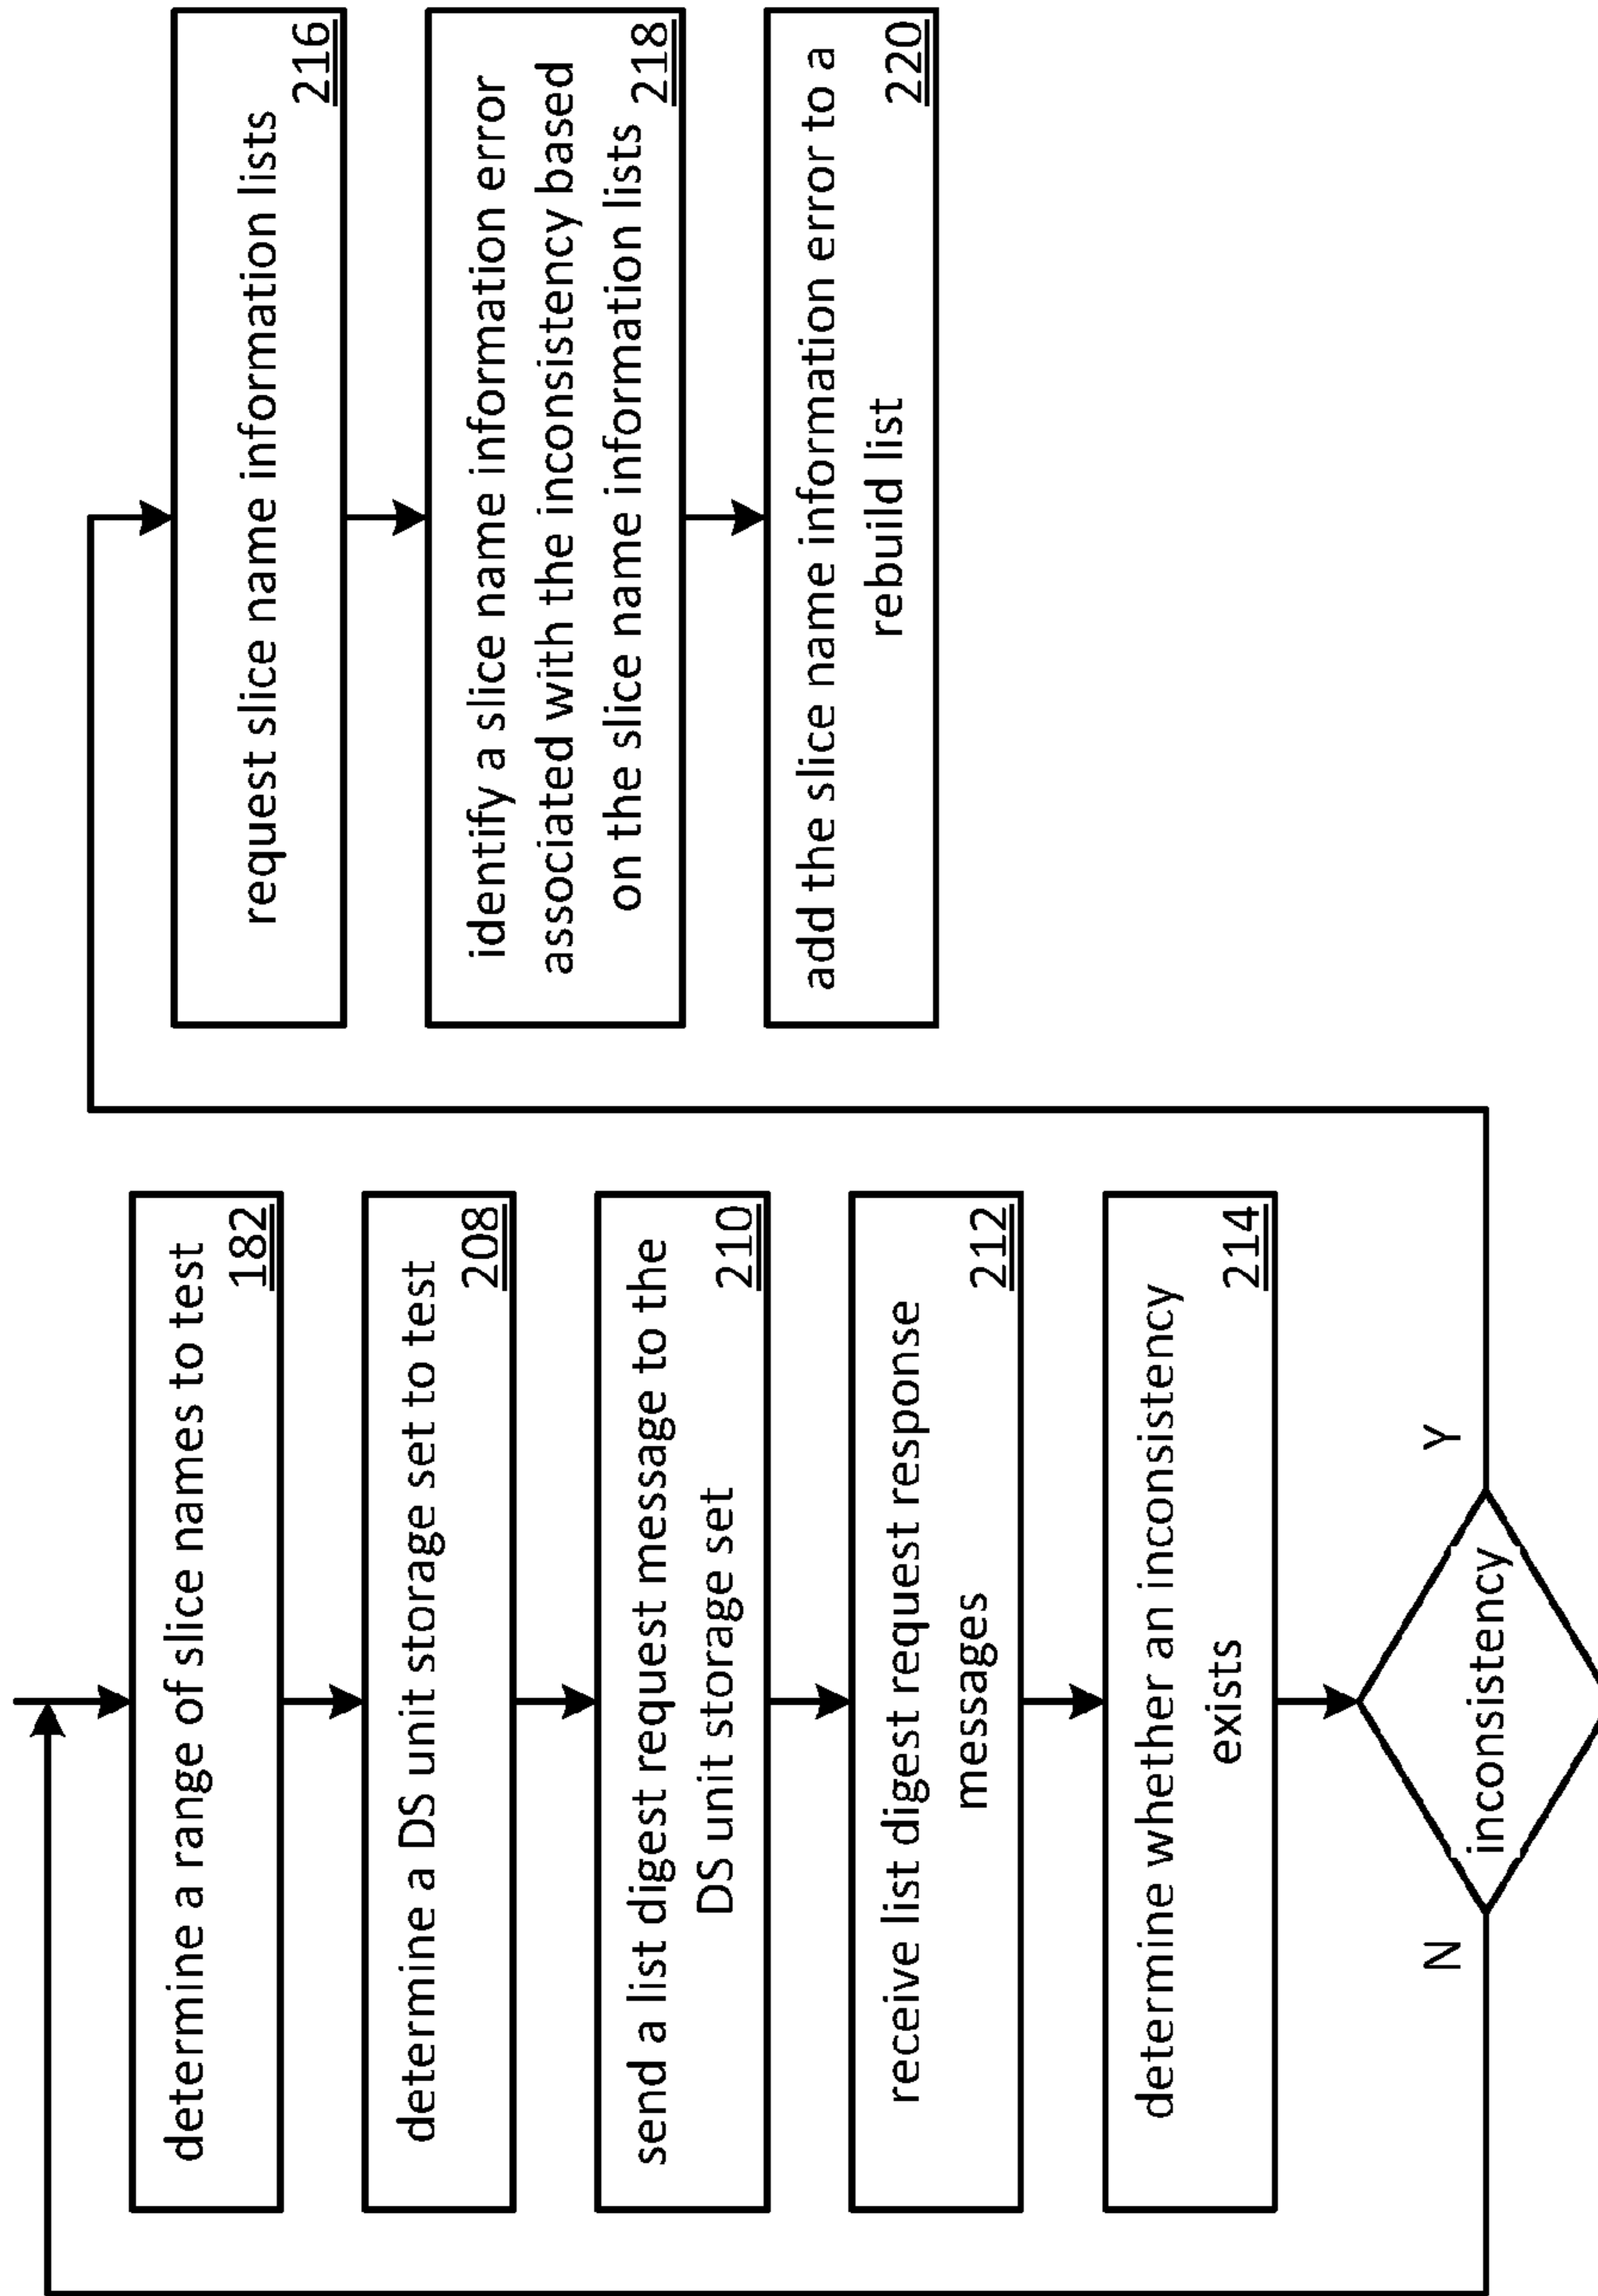 determine a range of slice names to test
182
determine a DS unit storage set to test
208
send a list digest request message to the
DS unit storage set
210
receive list digest request response
messages
212
determine whether an inconsistency
exists
214
inconsistency
N
Y
request slice name information lists
216
identify a slice name information error
associated with the inconsistency based
on the slice name information lists
218
add the slice name information error to a
rebuild list
220